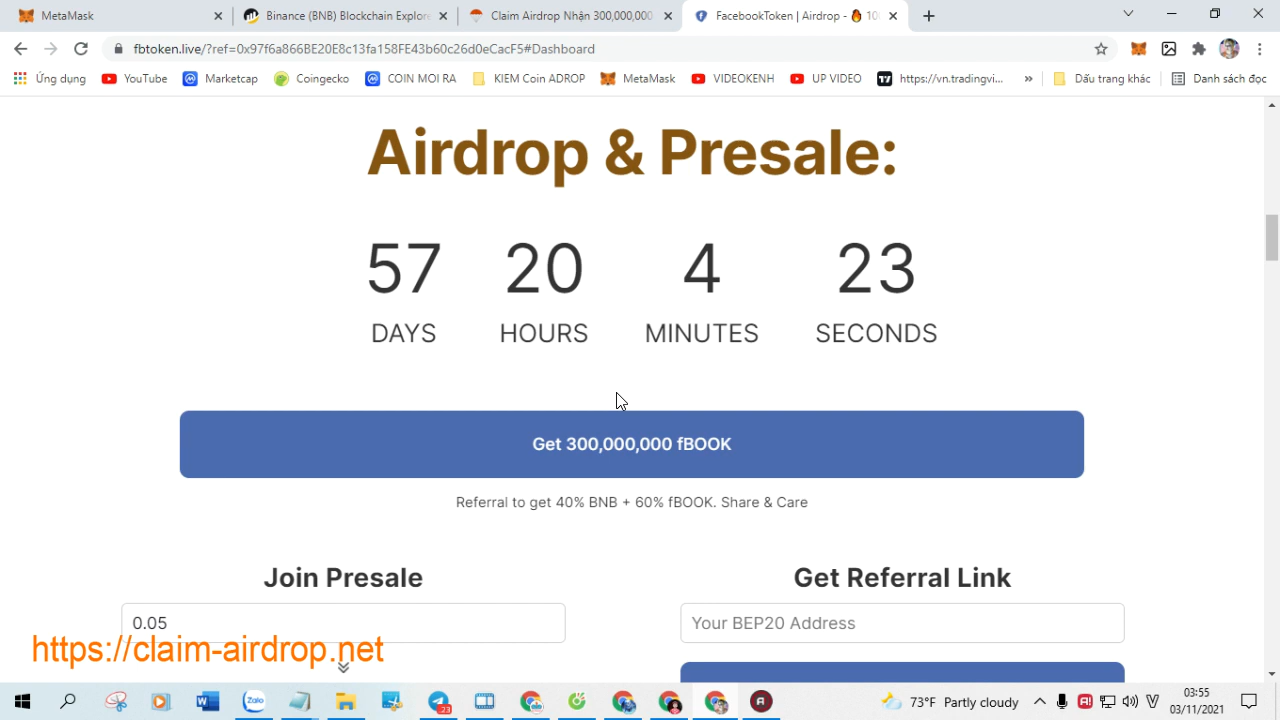 MetaMask
Binance (BNB) Blockchain Explore
Claim Airdrop Nhận 300,000,000
FacebookToken | Airdrop - 🔥 10
fbtoken.live/?ref=0x97f6a866BE20E8c13fa158FE43b60c26d0eCacF5#Dashboard
Ứng dụng
YouTube
Marketcap
Coingecko
COIN MOI RA
KIEM Coin ADROP
MetaMask
VIDEOKENH
UP VIDEO
https://vn.tradingvi...
»
Dấu trang khác
Danh sách đọc
Airdrop & Presale:
57 20 4 23
DAYS HOURS MINUTES SECONDS
Get 300,000,000 fBOOK
Referral to get 40% BNB + 60% fBOOK. Share & Care
Join Presale
Get Referral Link
0.05
Your BEP20 Address
https://claim-airdrop.net
Zalo
23
73°F Partly cloudy
03:55
03/11/2021